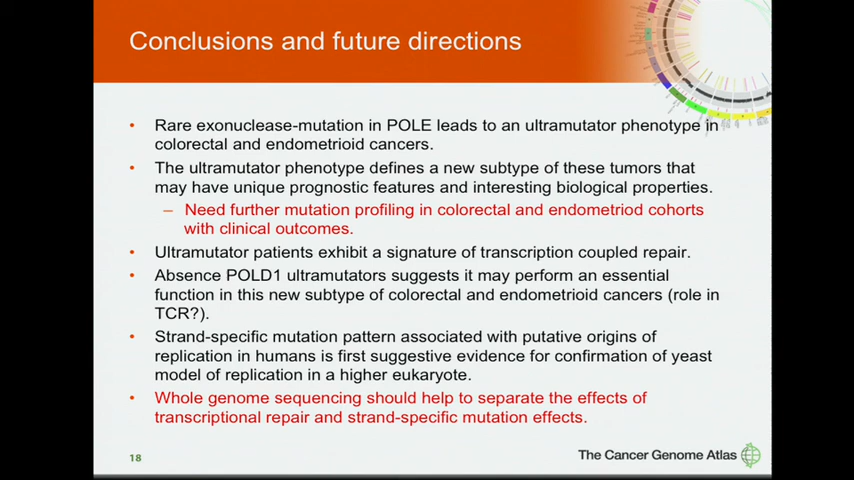 Conclusions and future directions
• Rare exonuclease-mutation in POLE leads to an ultramutator phenotype in
colorectal and endometrioid cancers.
• The ultramutator phenotype defines a new subtype of these tumors that
may have unique prognostic features and interesting biological properties.
– Need further mutation profiling in colorectal and endometriod cohorts
with clinical outcomes.
• Ultramutator patients exhibit a signature of transcription coupled repair.
• Absence POLD1 ultramutators suggests it may perform an essential
function in this new subtype of colorectal and endometrioid cancers (role in
TCR?).
• Strand-specific mutation pattern associated with putative origins of
replication in humans is first suggestive evidence for confirmation of yeast
model of replication in a higher eukaryote.
• Whole genome sequencing should help to separate the effects of
transcriptional repair and strand-specific mutation effects.
18
The Cancer Genome Atlas